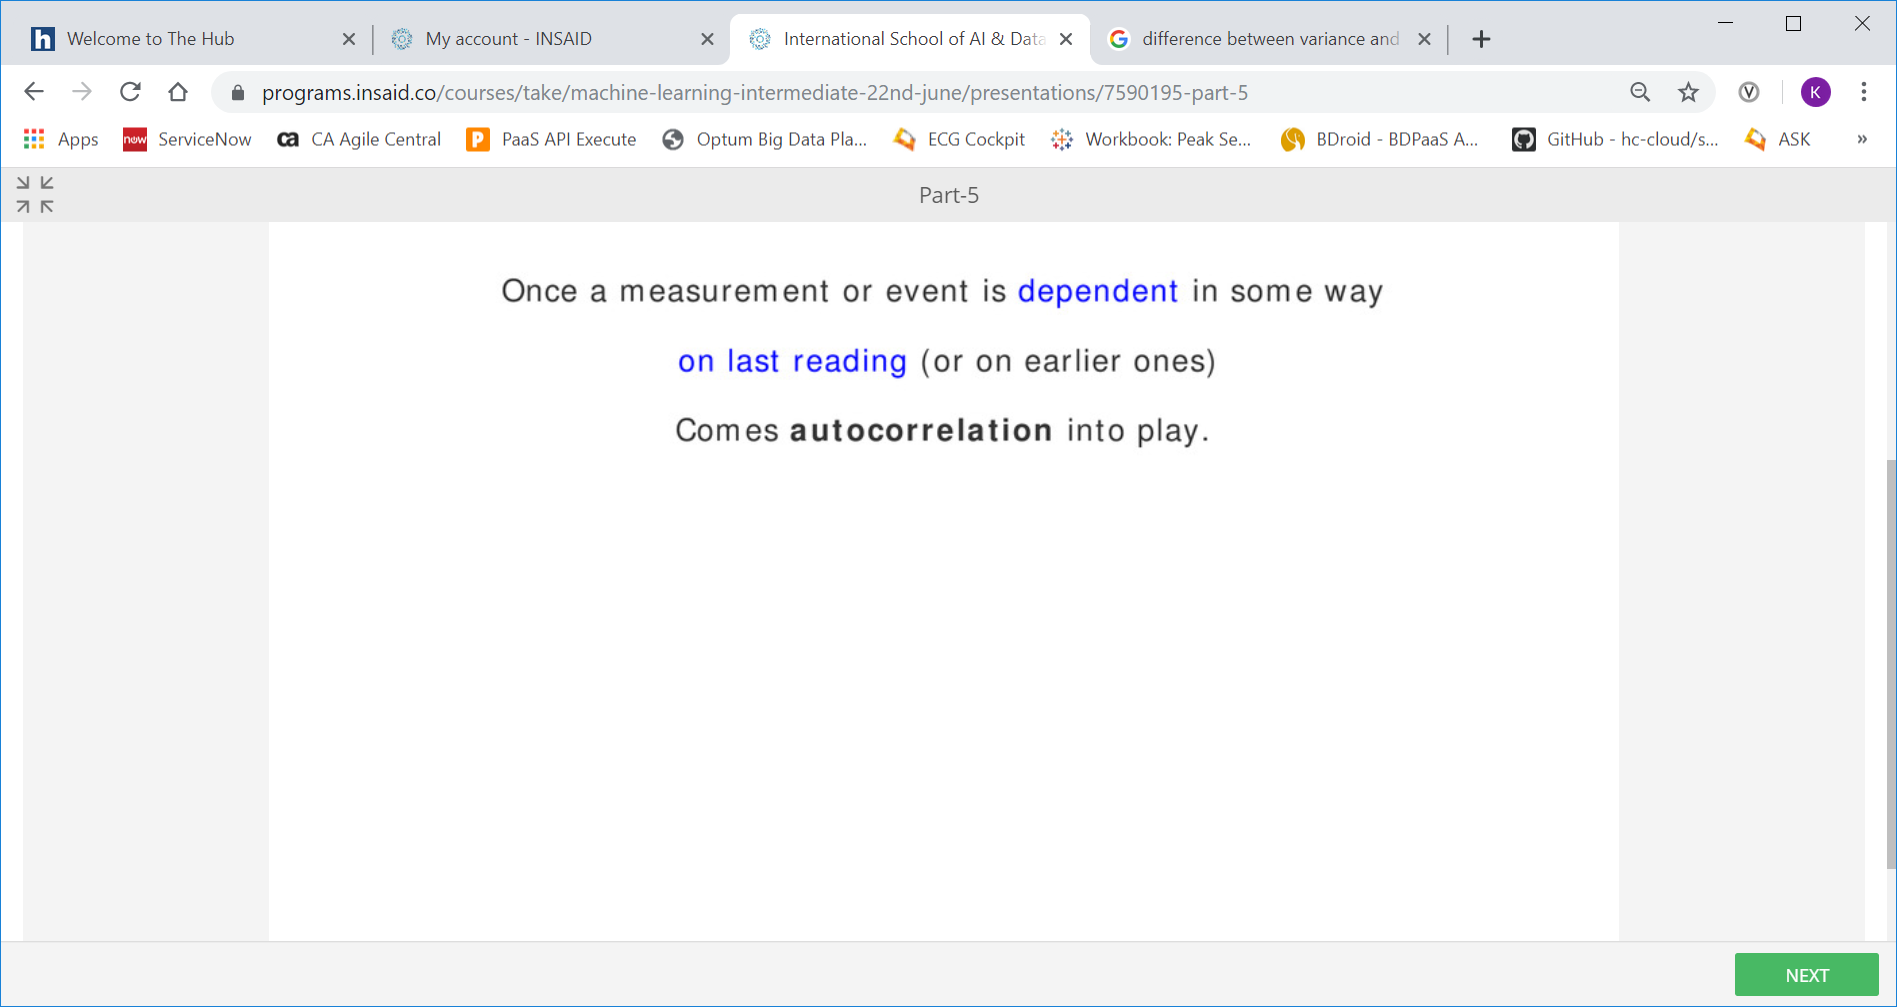 h Welcome to The Hub
My account - INSAID
International School of AI & Data
difference between variance and
programs.insaid.co/courses/take/machine-learning-intermediate-22nd-june/presentations/7590195-part-5
V
K
Apps
now ServiceNow
ca CA Agile Central
P PaaS API Execute
Optum Big Data Pla...
ECG Cockpit
Workbook: Peak Se...
BDroid - BDPaaS A...
GitHub - hc-cloud/s...
ASK
»
Part-5
Once a measurement or event is dependent in some way
on last reading (or on earlier ones)
Comes autocorrelation into play.
NEXT